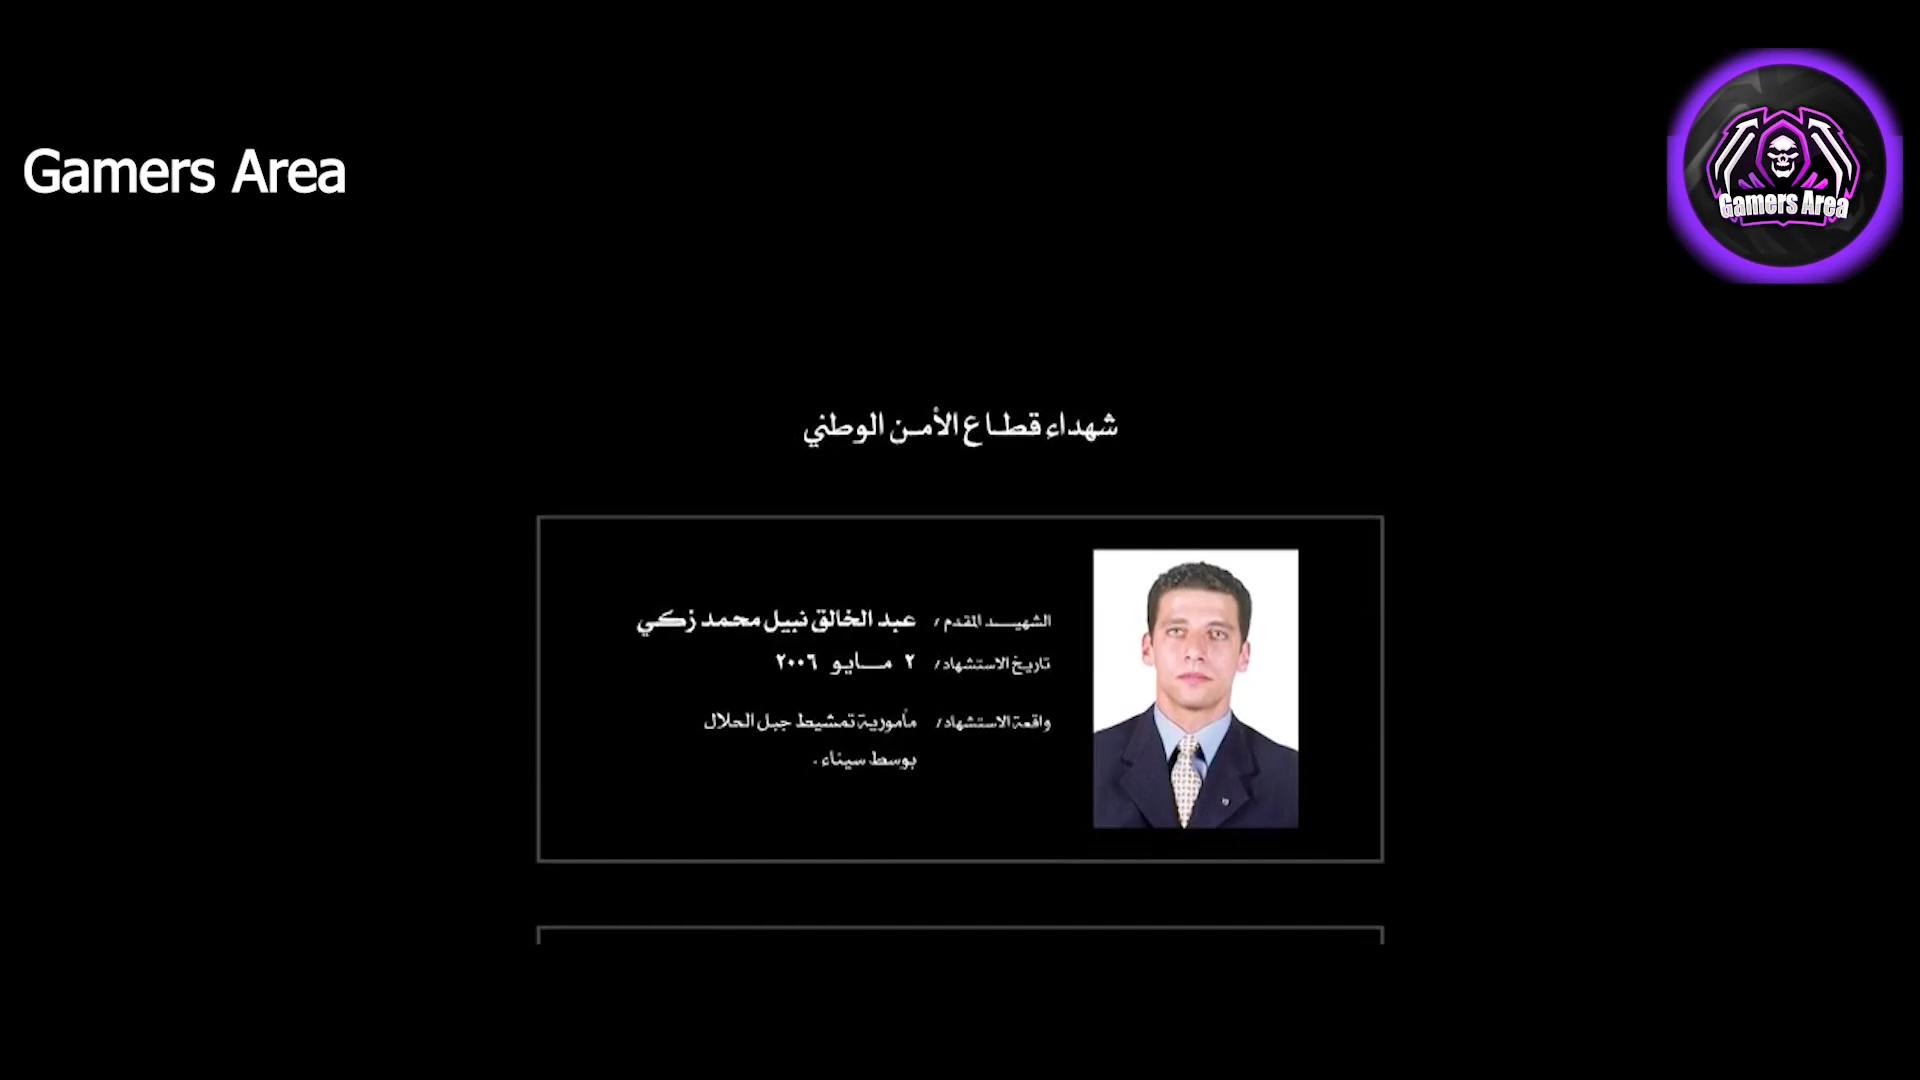 Gamers Area
Gamers Area
شهداء قطاع الأمن الوطني
الشهيد المقدم / عبد الخالق نبيل محمد زكي
تاريخ الاستشهاد / ٢ مايو ٢٠٠٦
واقعة الاستشهاد / مأمورية تمشيط جبل الحلال
بوسط سيناء .